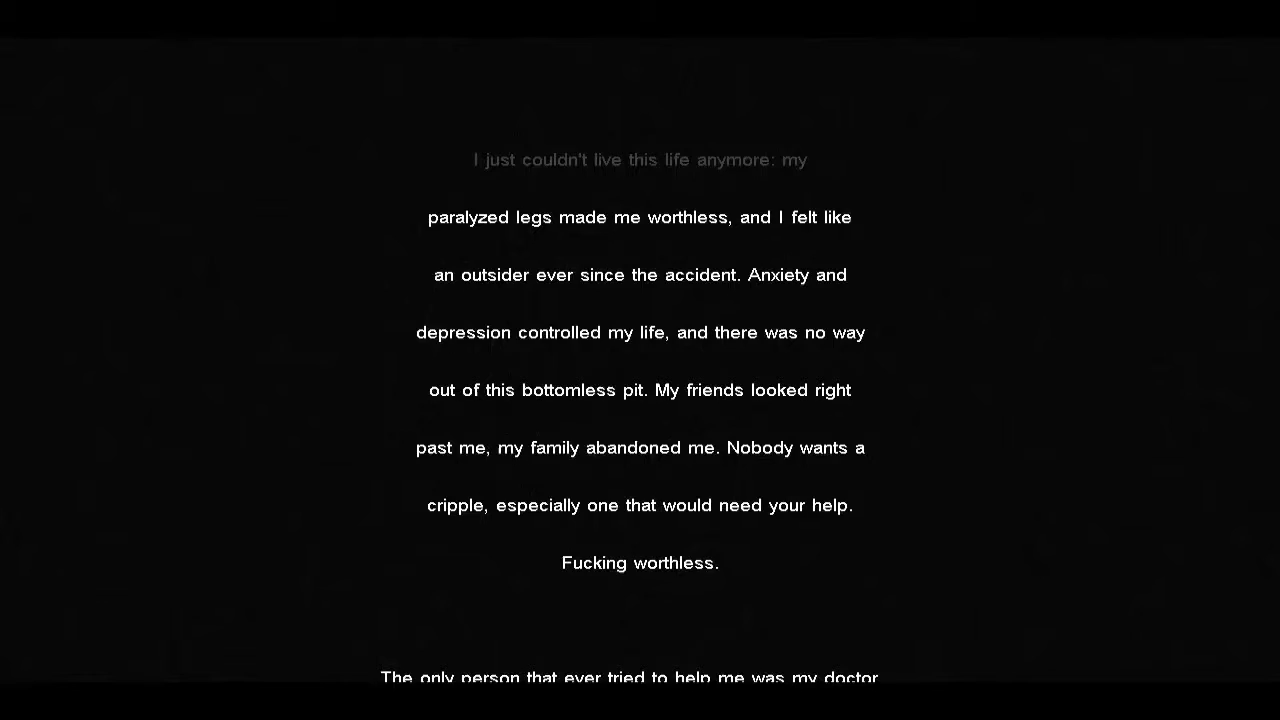 I just couldn't live this life anymore: my
paralyzed legs made me worthless, and I felt like
an outsider ever since the accident. Anxiety and
depression controlled my life, and there was no way
out of this bottomless pit. My friends looked right
past me, my family abandoned me. Nobody wants a
cripple, especially one that would need your help.
Fucking worthless.
The only person that ever tried to help me was my doctor